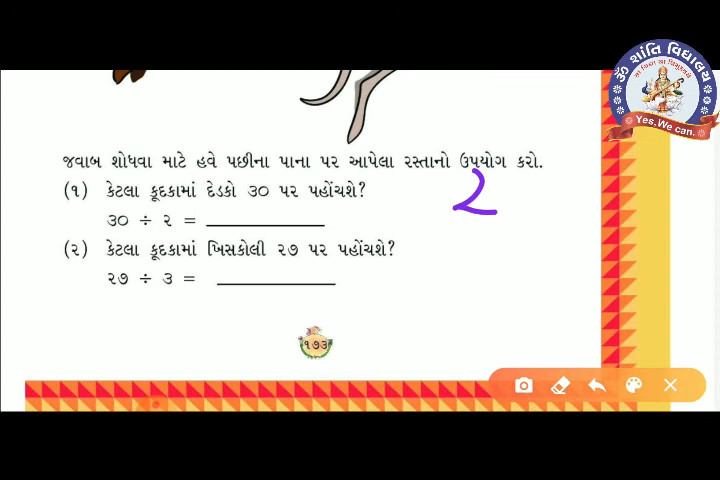 ૐ શાંતિ વિદ્યાલય
Yes, We can.
જવાબ શોધવા માટે હવે પછીના પાના પર આપેલા રસ્તાનો ઉપયોગ કરો.
(૧) કેટલા કૂદકામાં દેડકો ૩૦ પર પહોંચશે?
2
૩૦ ÷ ૨ =
(૨) કેટલા કૂદકામાં ખિસકોલી ૨૭ પર પહોંચશે?
૨૭ ÷ ૩ =
૧૭૩